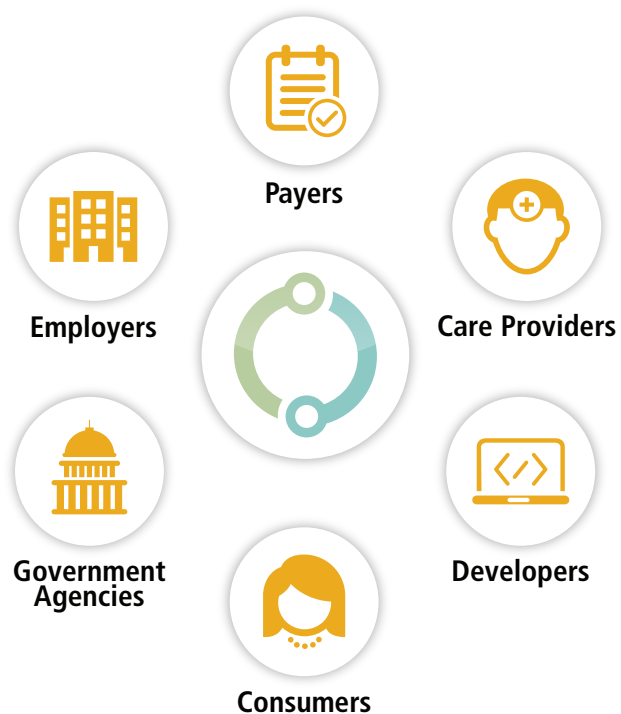 Payers
Employers
Care Providers
Government
Agencies
Developers
Consumers